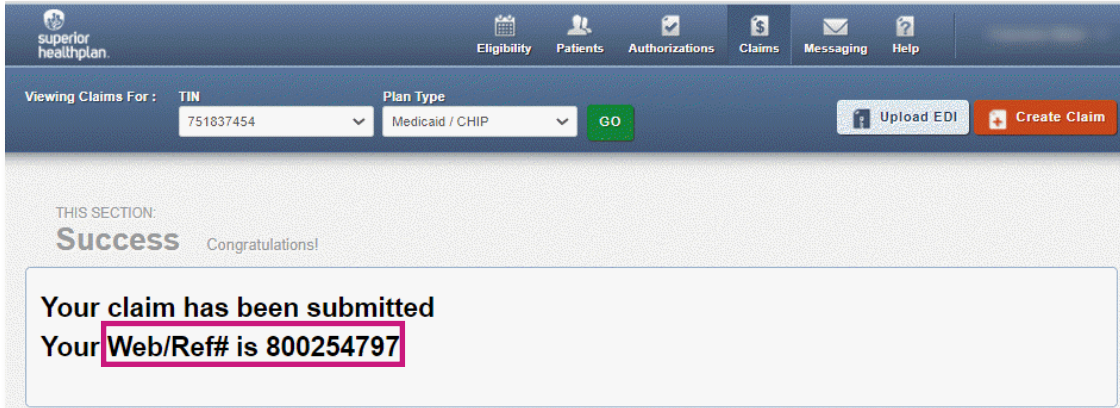 superior
healthplan.
Eligibility Patients Authorizations Claims Messaging Help
Viewing Claims For : TIN Plan Type
751837454 Medicaid / CHIP GO Upload EDI Create Claim
THIS SECTION:
Success Congratulations!
Your claim has been submitted
Your Web/Ref# is 800254797